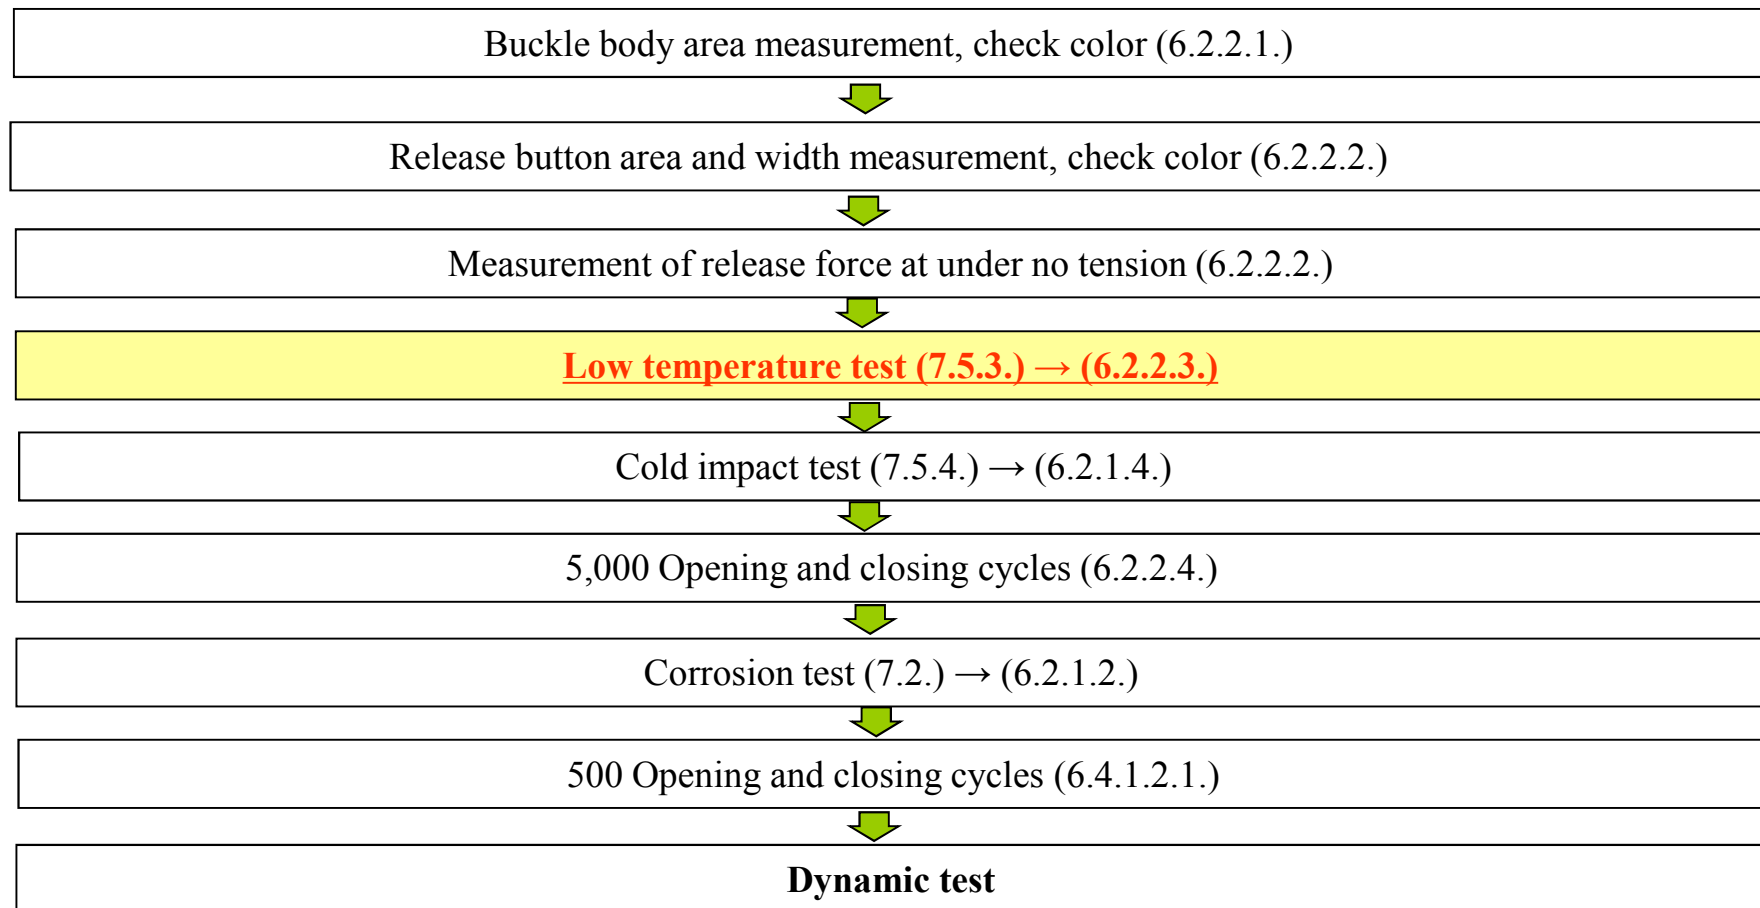 Buckle body area measurement, check color (6.2.2.1.)
Release button area and width measurement, check color (6.2.2.2.)
Measurement of release force at under no tension (6.2.2.2.)
Low temperature test (7.5.3.) → (6.2.2.3.)
Cold impact test (7.5.4.) → (6.2.1.4.)
5,000 Opening and closing cycles (6.2.2.4.)
Corrosion test (7.2.) → (6.2.1.2.)
500 Opening and closing cycles (6.4.1.2.1.)
Dynamic test